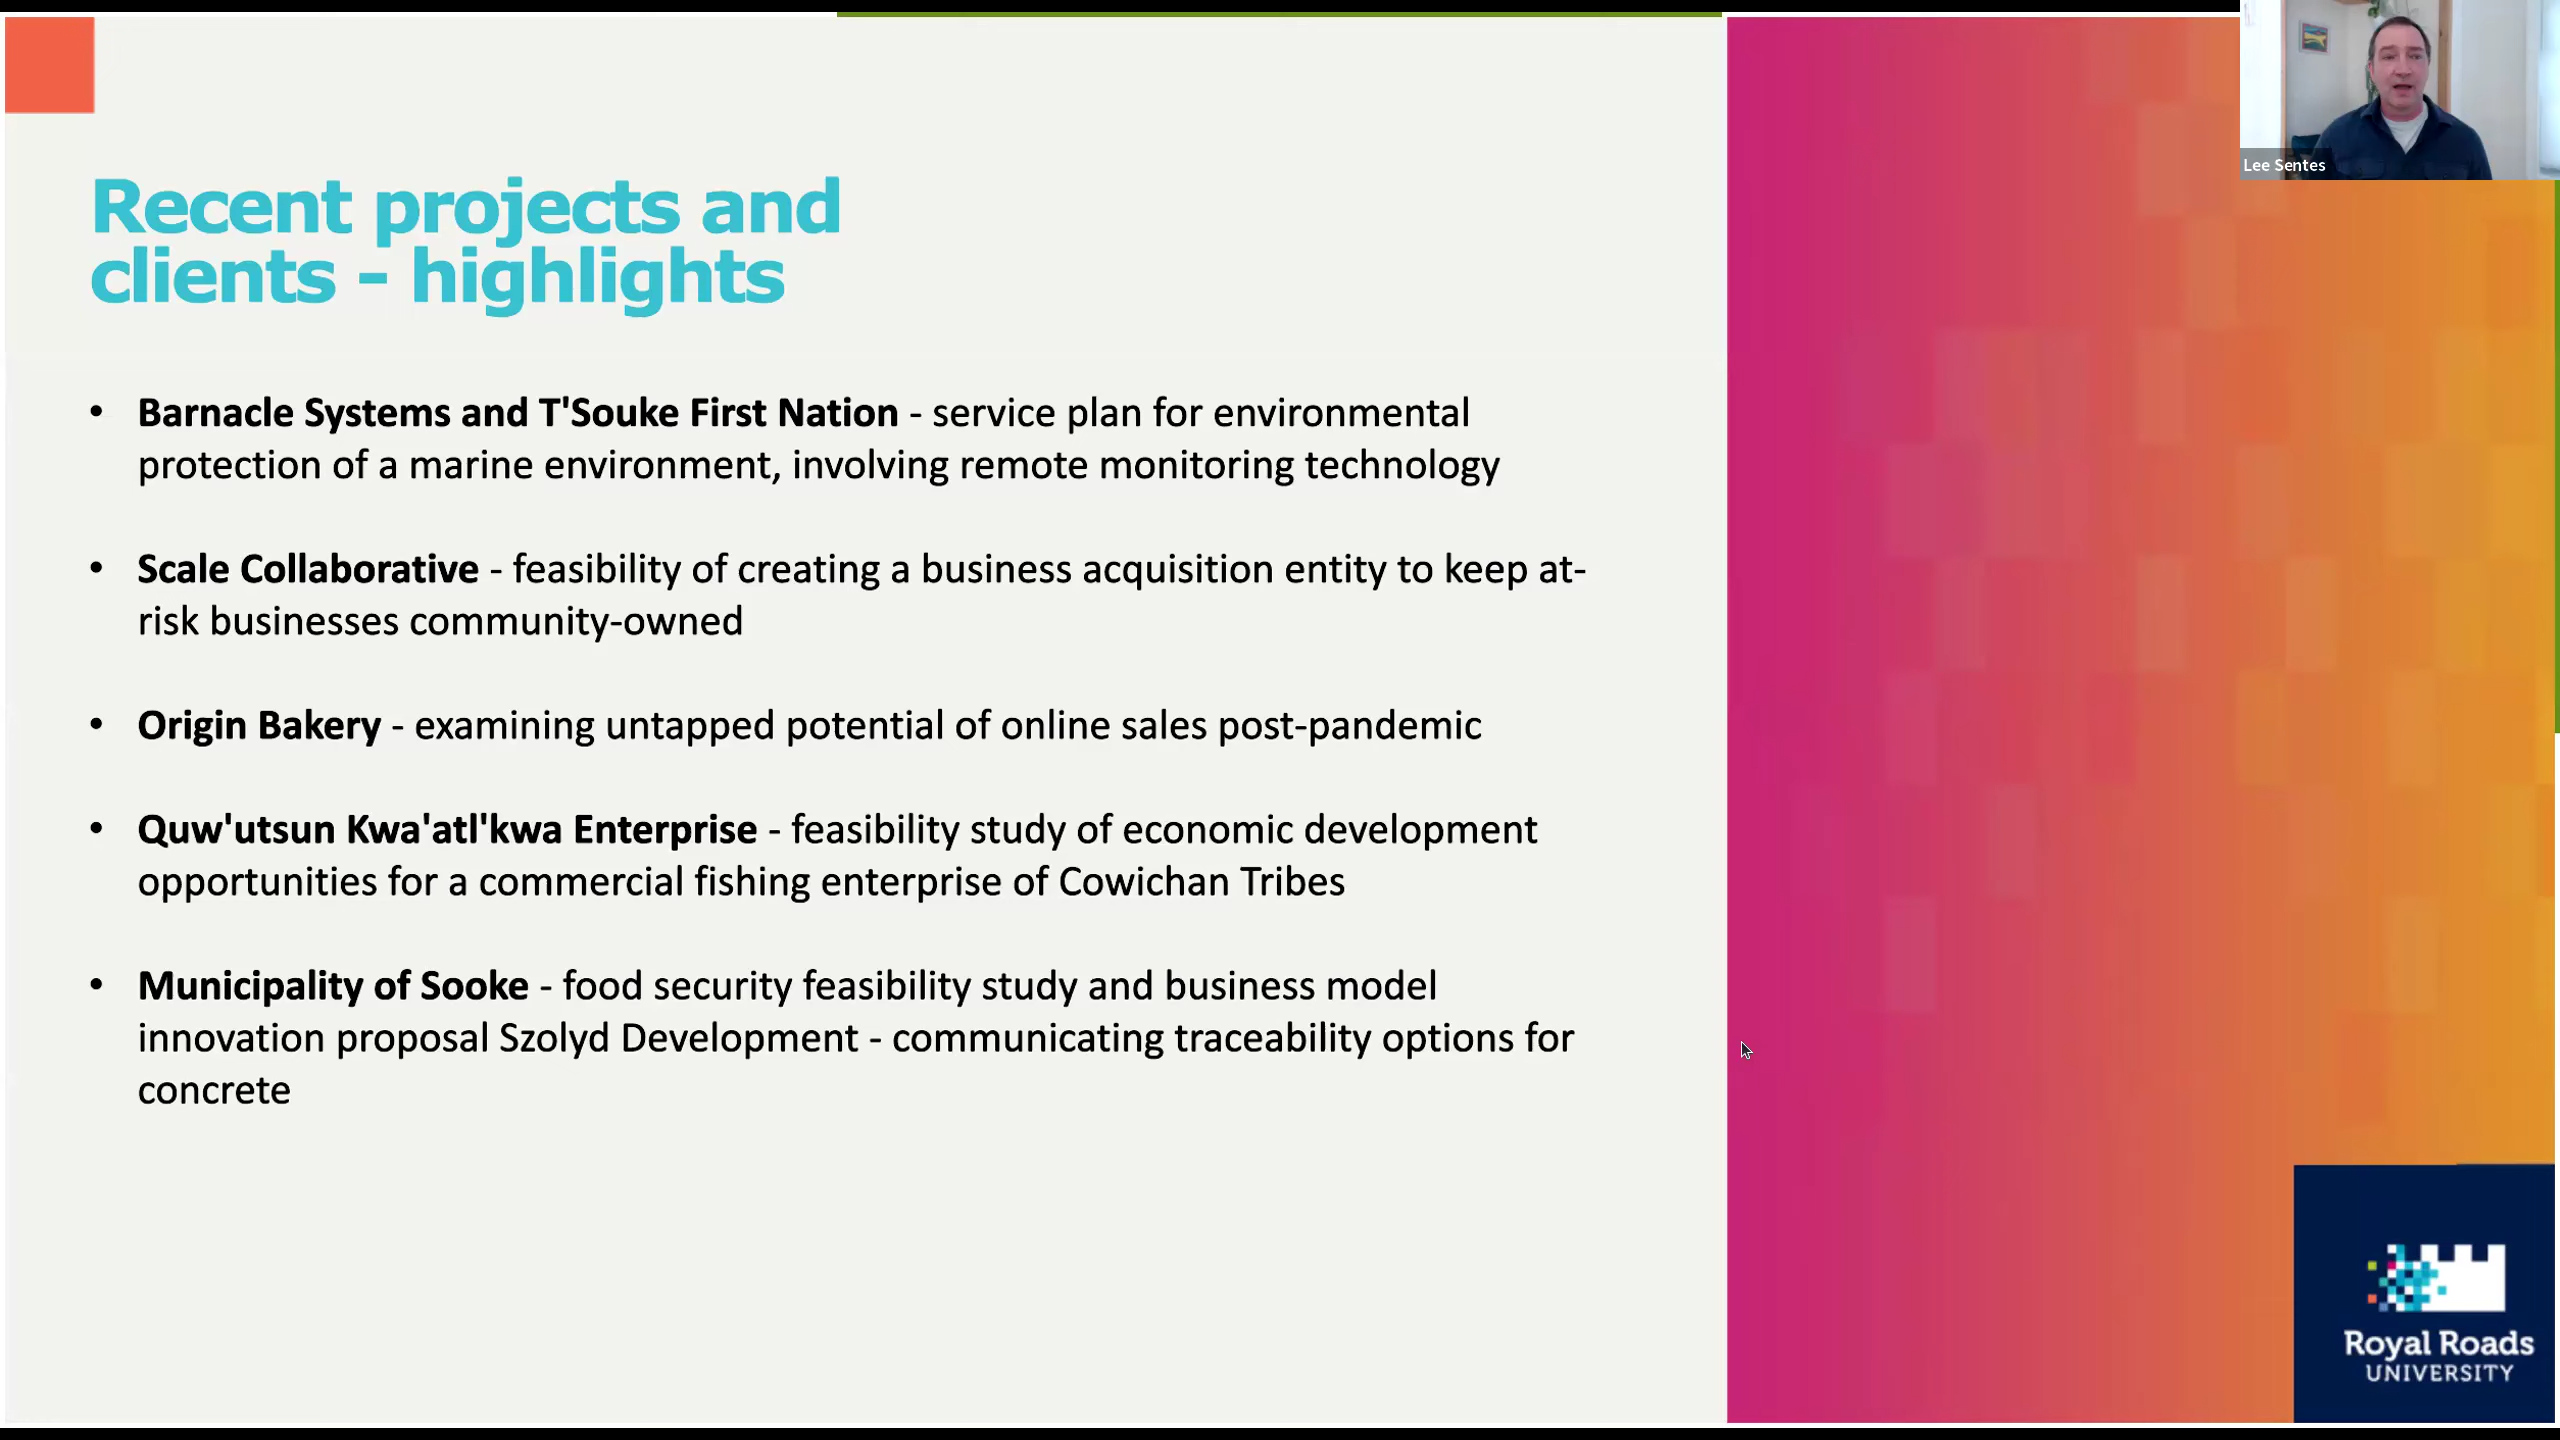 Lee Sentes
Recent projects and
clients - highlights
• Barnacle Systems and T'Souke First Nation - service plan for environmental
protection of a marine environment, involving remote monitoring technology
• Scale Collaborative - feasibility of creating a business acquisition entity to keep at-
risk businesses community-owned
• Origin Bakery - examining untapped potential of online sales post-pandemic
• Quw'utsun Kwa'atl'kwa Enterprise - feasibility study of economic development
opportunities for a commercial fishing enterprise of Cowichan Tribes
• Municipality of Sooke - food security feasibility study and business model
innovation proposal Szolyd Development - communicating traceability options for
concrete
Royal Roads
UNIVERSITY